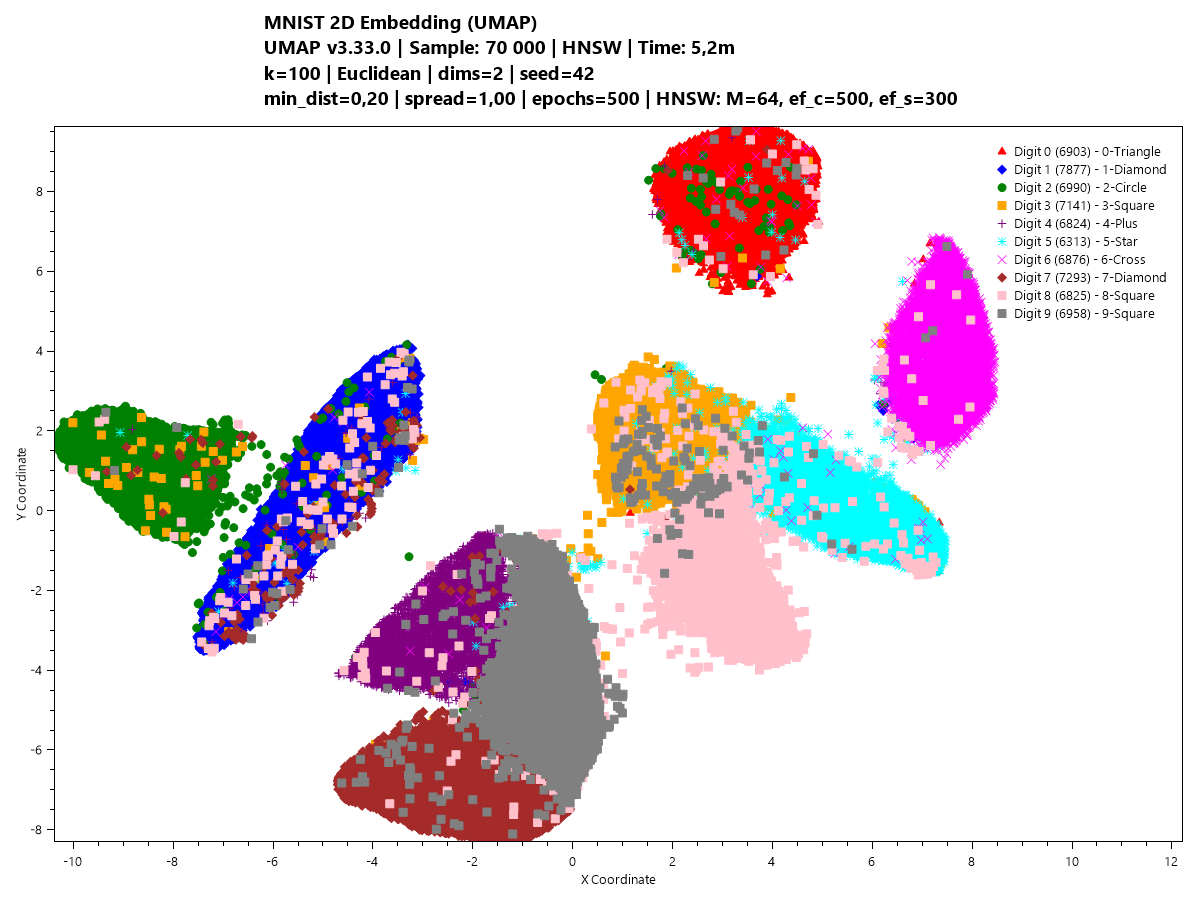 MNIST 2D Embedding (UMAP)
UMAP v3.33.0 | Sample: 70 000 | HNSW | Time: 5,2m
k=100 | Euclidean | dims=2 | seed=42
min_dist=0,20 | spread=1,00 | epochs=500 | HNSW: M=64, ef_c=500, ef_s=300
Digit 0 (6903) - 0-Triangle
Digit 1 (7877) - 1-Diamond
Digit 2 (6990) - 2-Circle
Digit 3 (7141) - 3-Square
Digit 4 (6824) - 4-Plus
Digit 5 (6313) - 5-Star
Digit 6 (6876) - 6-Cross
Digit 7 (7293) - 7-Diamond
Digit 8 (6825) - 8-Square
Digit 9 (6958) - 9-Square
Y Coordinate
8
6
4
2
0
-2
-4
-6
-8
-10 -8 -6 -4 -2 0 2 4 6 8 10 12
X Coordinate